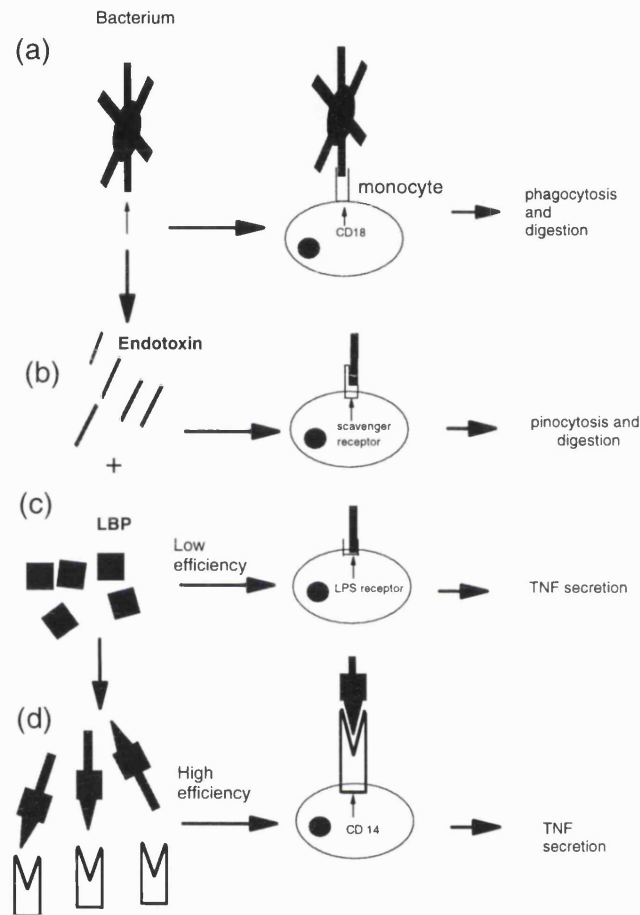 Bacterium
(a)
monocyte
CD18
phagocytosis
and
digestion
Endotoxin
(b)
scavenger
receptor
pinocytosis and
digestion
+
(c)
LBP
Low
efficiency
LPS receptor
TNF secretion
(d)
High
efficiency
CD 14
TNF
secretion